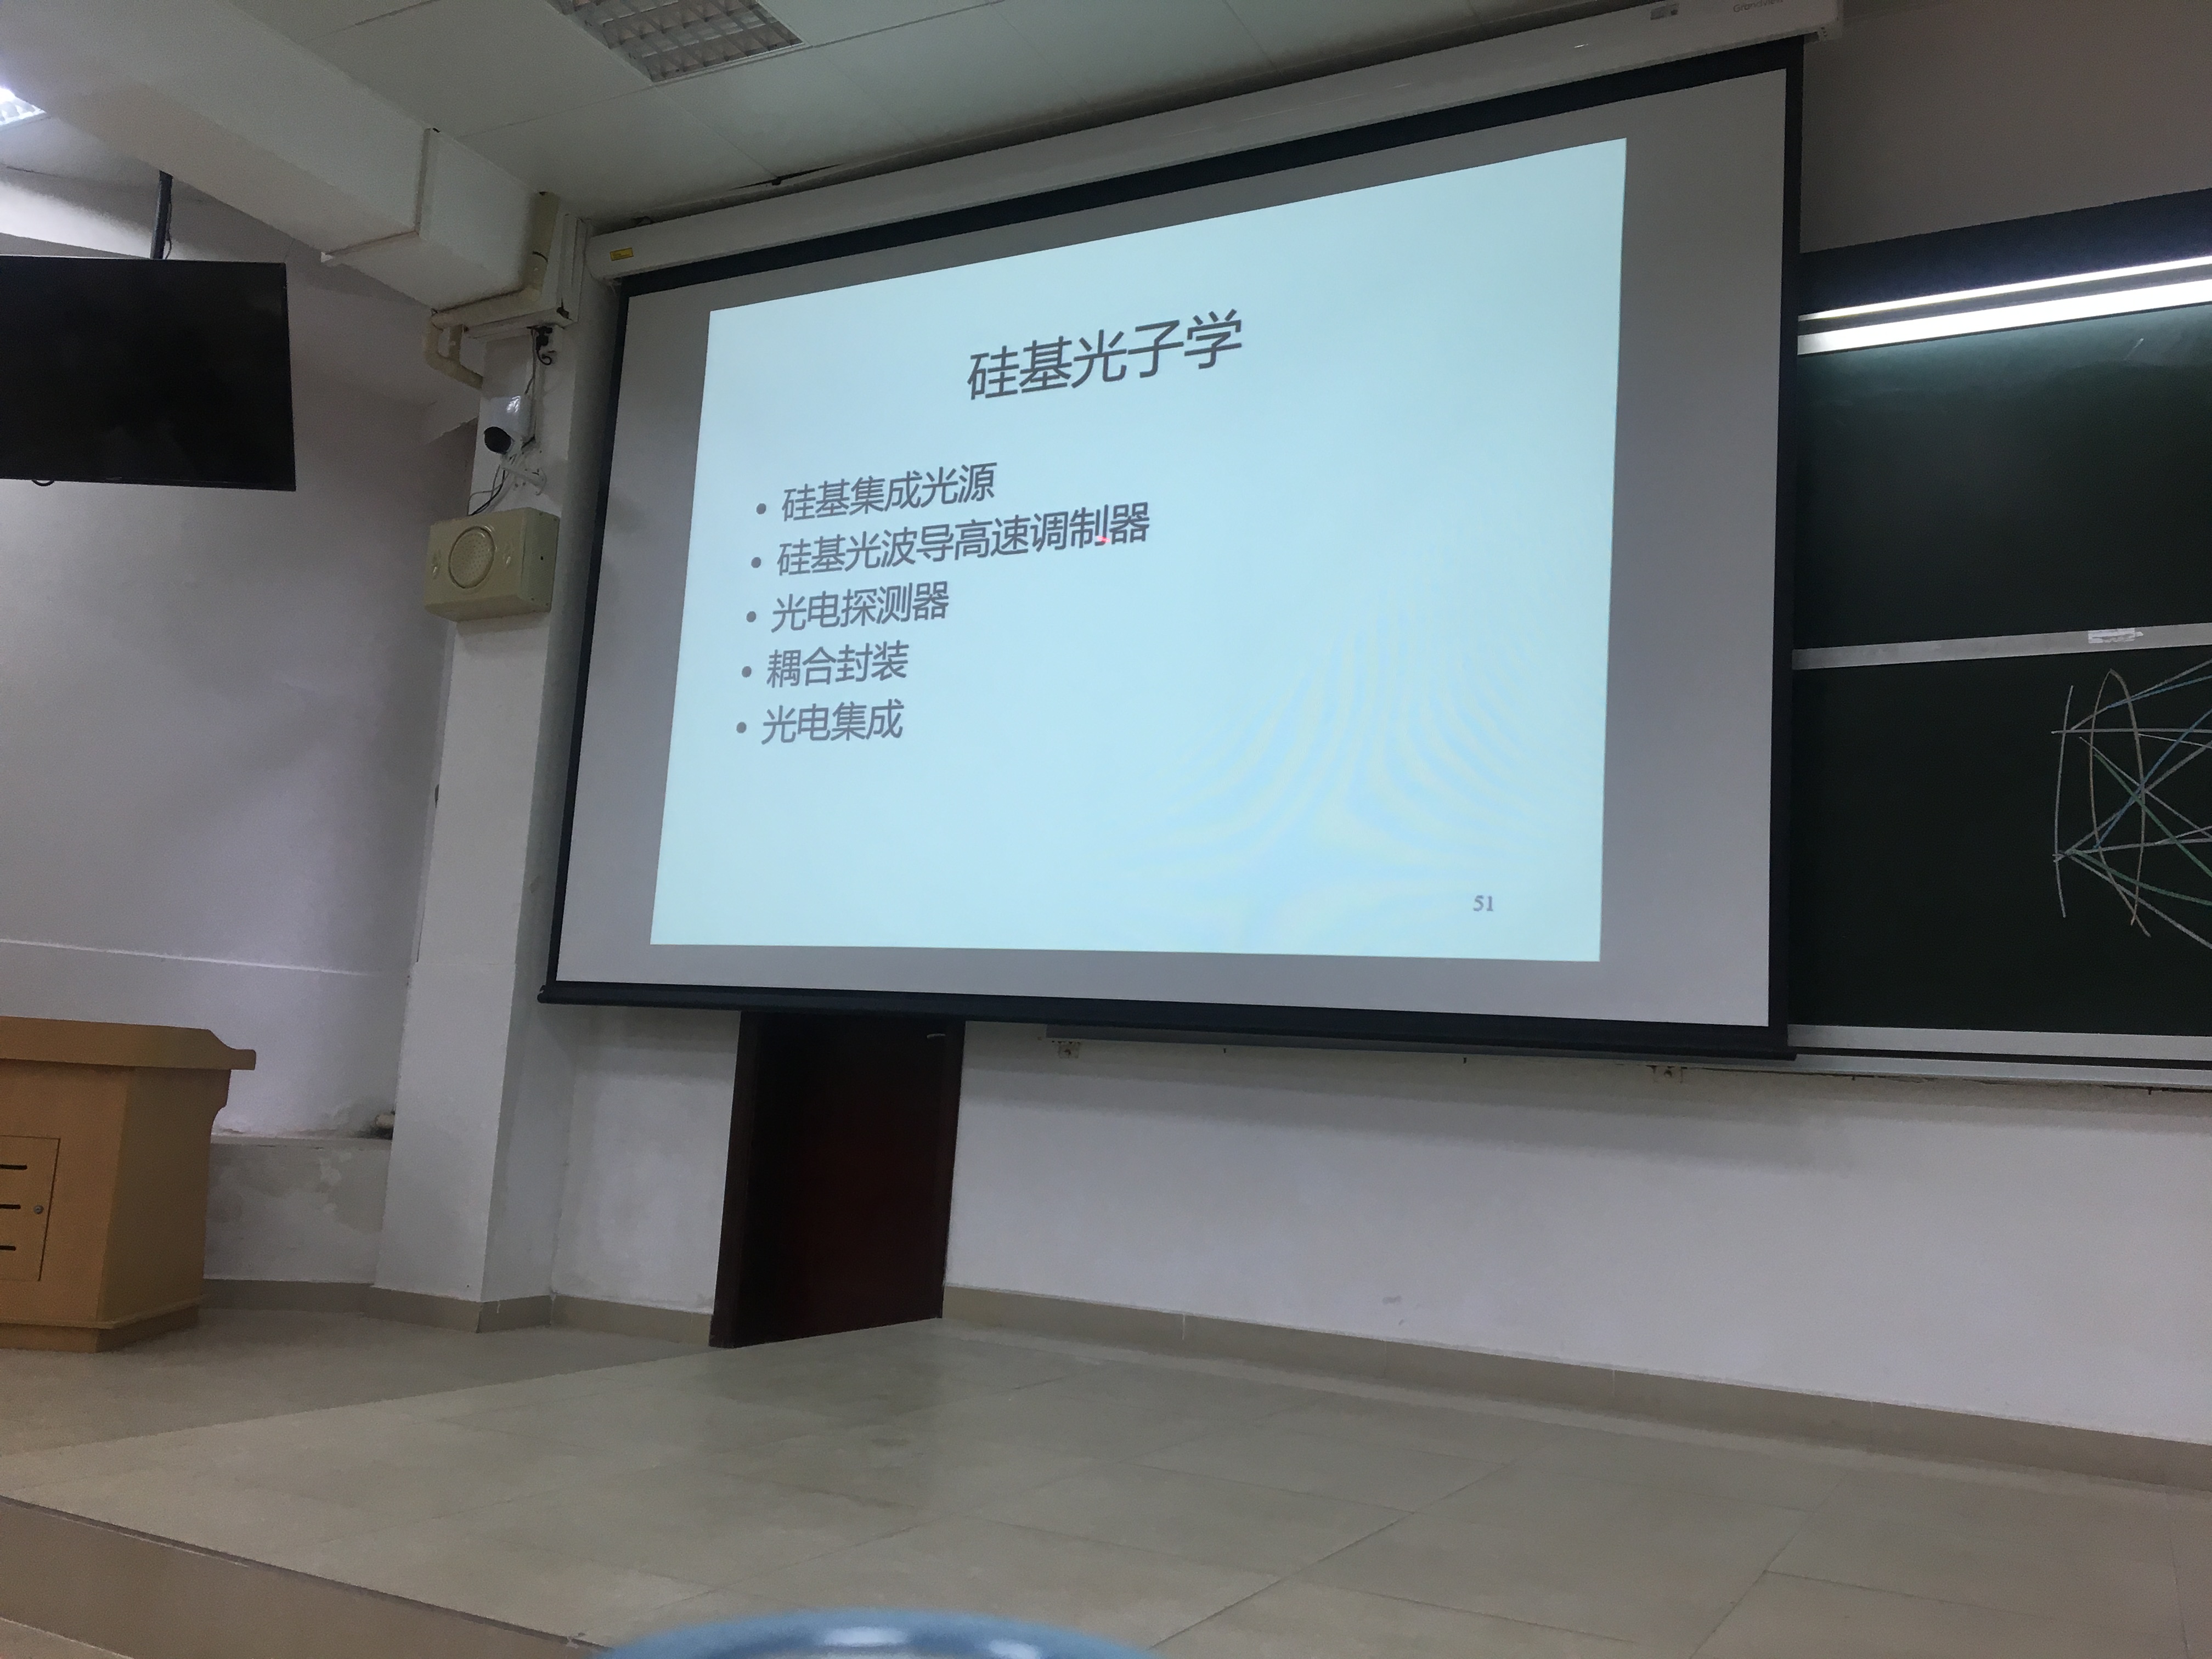 硅基光子学
• 硅基集成光源
• 硅基光波导高速调制器
• 光电探测器
• 耦合封装
• 光电集成
51